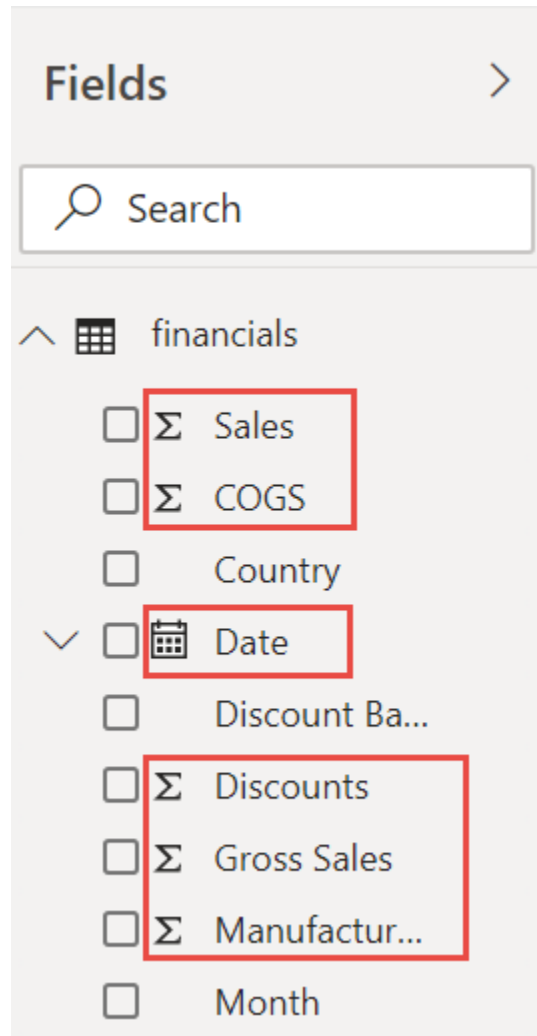 Fields
Search
financials
Σ Sales
Σ COGS
Country
Date
Discount Ba...
Σ Discounts
Σ Gross Sales
Σ Manufactur...
Month